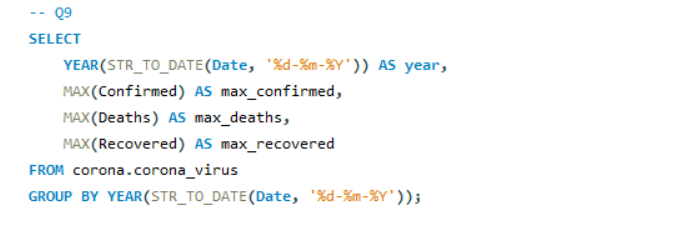 -- Q9
SELECT
YEAR(STR_TO_DATE(Date, '%d-%m-%Y')) AS year,
MAX(Confirmed) AS max_confirmed,
MAX(Deaths) AS max_deaths,
MAX(Recovered) AS max_recovered
FROM corona.corona_virus
GROUP BY YEAR(STR_TO_DATE(Date, '%d-%m-%Y'));